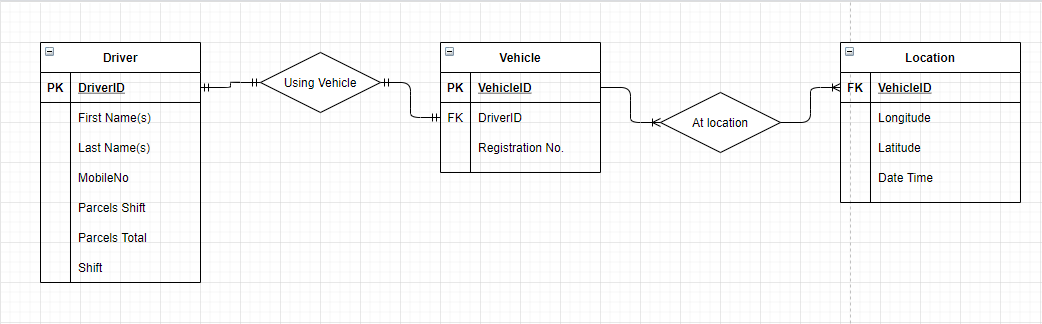 Driver
PK DriverID
First Name(s)
Last Name(s)
MobileNo
Parcels Shift
Parcels Total
Shift
Using Vehicle
Vehicle
PK VehicleID
FK DriverID
Registration No.
At location
Location
FK VehicleID
Longitude
Latitude
Date Time